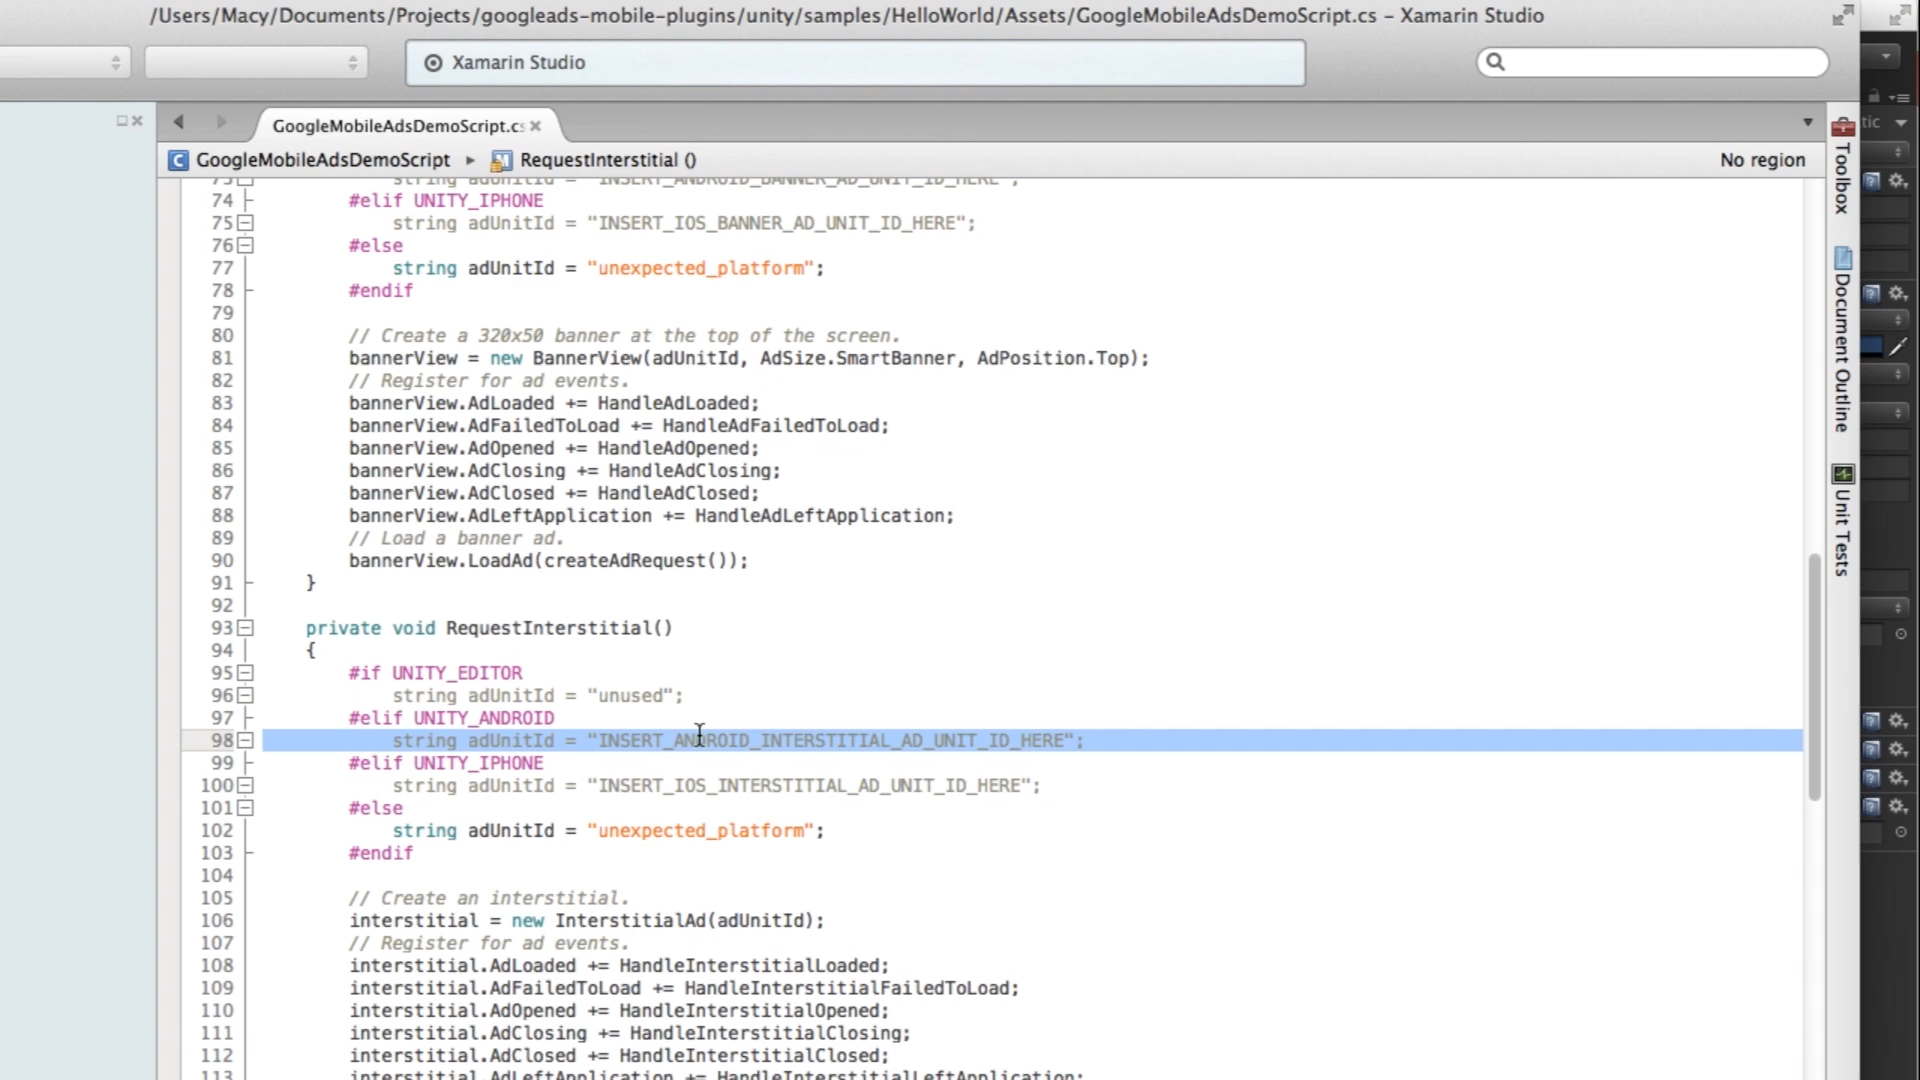 /Users/Macy/Documents/Projects/googleads-mobile-plugins/unity/samples/HelloWorld/Assets/GoogleMobileAdsDemoScript.cs – Xamarin Studio
Xamarin Studio
GoogleMobileAdsDemoScript.cs
GoogleMobileAdsDemoScript ▸ RequestInterstitial ()
No region
73 string adUnitId = "INSERT_ANDROID_BANNER_AD_UNIT_ID_HERE";
74 #elif UNITY_IPHONE
75 string adUnitId = "INSERT_IOS_BANNER_AD_UNIT_ID_HERE";
76 #else
77 string adUnitId = "unexpected_platform";
78 #endif
79
80 // Create a 320x50 banner at the top of the screen.
81 bannerView = new BannerView(adUnitId, AdSize.SmartBanner, AdPosition.Top);
82 // Register for ad events.
83 bannerView.AdLoaded += HandleAdLoaded;
84 bannerView.AdFailedToLoad += HandleAdFailedToLoad;
85 bannerView.AdOpened += HandleAdOpened;
86 bannerView.AdClosing += HandleAdClosing;
87 bannerView.AdClosed += HandleAdClosed;
88 bannerView.AdLeftApplication += HandleAdLeftApplication;
89 // Load a banner ad.
90 bannerView.LoadAd(createAdRequest());
91 }
92
93 private void RequestInterstitial()
94 {
95 #if UNITY_EDITOR
96 string adUnitId = "unused";
97 #elif UNITY_ANDROID
98 string adUnitId = "INSERT_ANDROID_INTERSTITIAL_AD_UNIT_ID_HERE";
99 #elif UNITY_IPHONE
100 string adUnitId = "INSERT_IOS_INTERSTITIAL_AD_UNIT_ID_HERE";
101 #else
102 string adUnitId = "unexpected_platform";
103 #endif
104
105 // Create an interstitial.
106 interstitial = new InterstitialAd(adUnitId);
107 // Register for ad events.
108 interstitial.AdLoaded += HandleInterstitialLoaded;
109 interstitial.AdFailedToLoad += HandleInterstitialFailedToLoad;
110 interstitial.AdOpened += HandleInterstitialOpened;
111 interstitial.AdClosing += HandleInterstitialClosing;
112 interstitial.AdClosed += HandleInterstitialClosed;
113 interstitial.AdLeftApplication += HandleInterstitialLeftApplication;
Toolbox
Document Outline
Unit Tests
tic